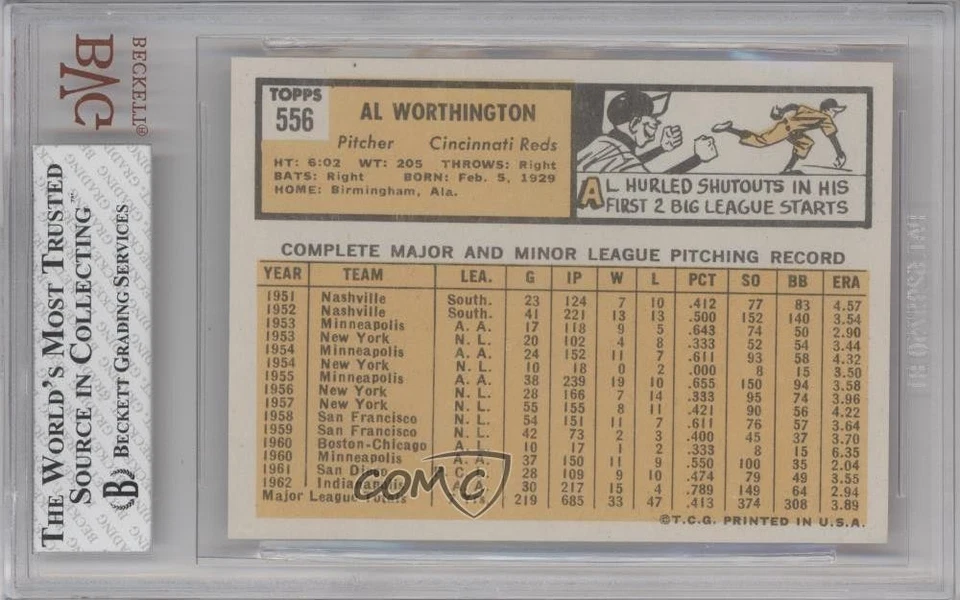 BECKETT®
BVG
THE WORLD'S MOST TRUSTED
SOURCE IN COLLECTING™
B BECKETT GRADING SERVICES
TOPPS
556
AL WORTHINGTON
Pitcher Cincinnati Reds
HT: 6:02 WT: 205 THROWS: Right
BATS: Right BORN: Feb. 5, 1929
HOME: Birmingham, Ala.
AL HURLED SHUTOUTS IN HIS
FIRST 2 BIG LEAGUE STARTS
COMPLETE MAJOR AND MINOR LEAGUE PITCHING RECORD
YEAR TEAM LEA. G IP W L PCT SO BB ERA
1951 Nashville South. 23 124 7 10 .412 77 83 4.57
1952 Nashville South. 41 221 13 13 .500 152 140 3.54
1953 Minneapolis A. A. 17 118 9 5 .643 74 50 2.90
1953 New York N. L. 20 102 4 8 .333 52 54 3.44
1954 Minneapolis A. A. 24 152 11 7 .611 93 58 4.32
1954 New York N. L. 10 18 0 2 .000 8 15 3.50
1955 Minneapolis A. A. 38 239 19 10 .655 150 94 3.58
1956 New York N. L. 28 166 7 14 .333 95 74 3.96
1957 New York N. L. 55 155 8 11 .421 90 56 4.22
1958 San Francisco N. L. 54 151 11 7 .611 76 57 3.64
1959 San Francisco N. L. 42 73 2 3 .400 45 37 3.70
1960 Boston-Chicago A. L. 10 17 1 2 .333 8 15 6.35
1960 Minneapolis A. A. 37 150 11 9 .550 100 35 2.04
1961 San Diego 28 109 9 10 .474 79 49 3.55
1962 Indianapolis A. A. 30 217 15 4 .789 149 64 2.94
Major League Totals 219 685 33 47 .413 374 308 3.89
©T.C.G. PRINTED IN U.S.A.
COMC